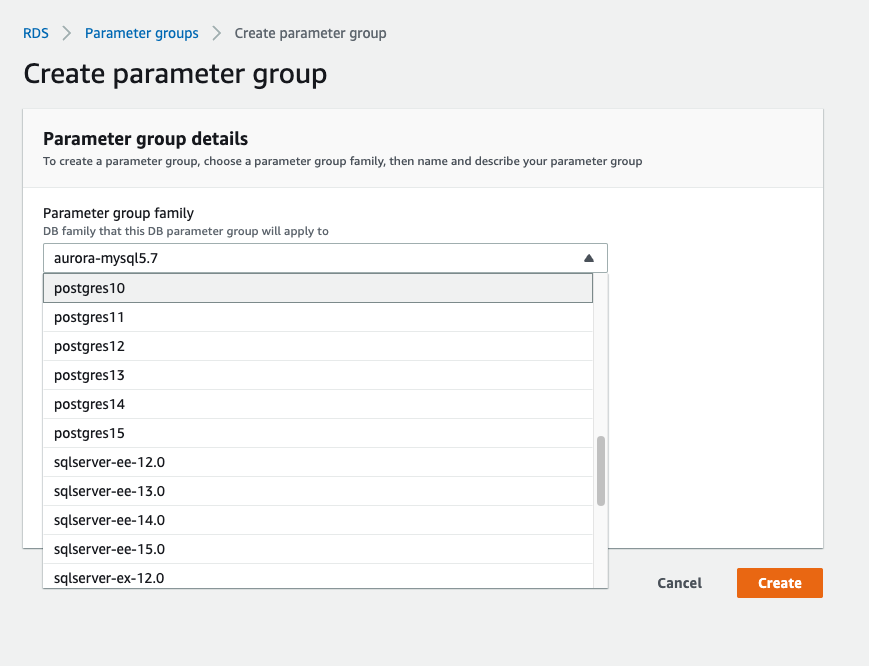 RDS > Parameter groups > Create parameter group
Create parameter group
Parameter group details
To create a parameter group, choose a parameter group family, then name and describe your parameter group
Parameter group family
DB family that this DB parameter group will apply to
aurora-mysql5.7
postgres10
postgres11
postgres12
postgres13
postgres14
postgres15
sqlserver-ee-12.0
sqlserver-ee-13.0
sqlserver-ee-14.0
sqlserver-ee-15.0
sqlserver-ex-12.0
Cancel Create